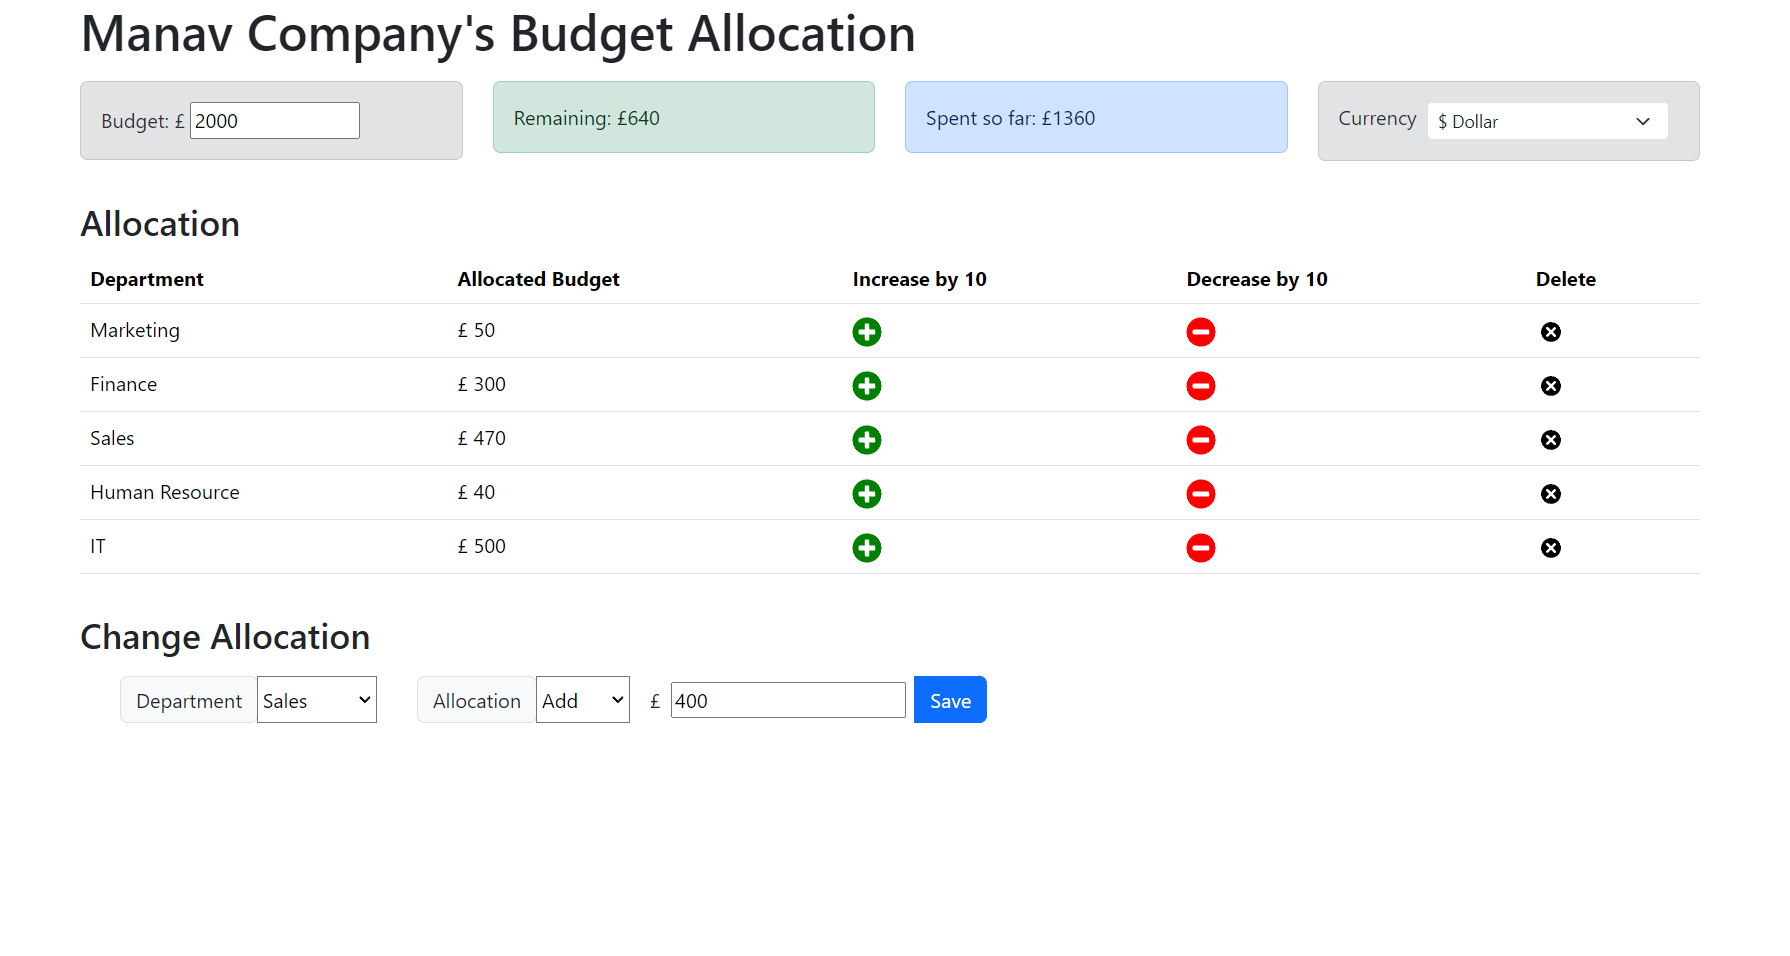 Manav Company's Budget Allocation
Budget: £ 2000
Remaining: £640
Spent so far: £1360
Currency $ Dollar
Allocation
Department Allocated Budget Increase by 10 Decrease by 10 Delete
Marketing £ 50
Finance £ 300
Sales £ 470
Human Resource £ 40
IT £ 500
Change Allocation
Department Sales Allocation Add £ 400 Save